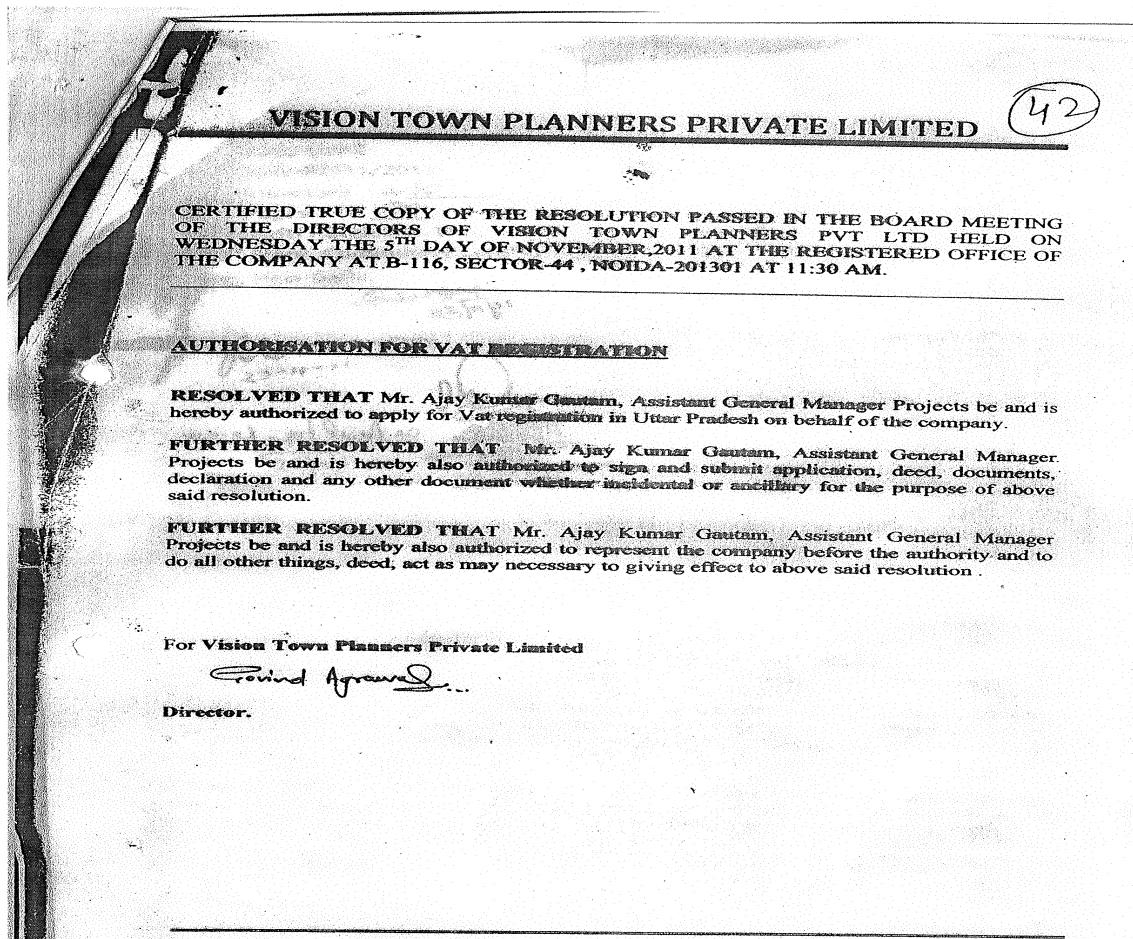 VISION TOWN PLANNERS PRIVATE LIMITED
42
CERTIFIED TRUE COPY OF THE RESOLUTION PASSED IN THE BOARD MEETING
OF THE DIRECTORS OF VISION TOWN PLANNERS PVT LTD HELD ON
WEDNESDAY THE 5TH DAY OF NOVEMBER,2011 AT THE REGISTERED OFFICE OF
THE COMPANY AT B-116, SECTOR-44 , NOIDA-201301 AT 11:30 AM.
AUTHORISATION FOR VAT REGISTRATION
RESOLVED THAT Mr. Ajay Kumar Gautam, Assistant General Manager Projects be and is
hereby authorized to apply for Vat registration in Uttar Pradesh on behalf of the company.
FURTHER RESOLVED THAT Mr. Ajay Kumar Gautam, Assistant General Manager
Projects be and is hereby also authorized to sign and submit application, deed, documents,
declaration and any other document whether incidental or ancillary for the purpose of above
said resolution.
FURTHER RESOLVED THAT Mr. Ajay Kumar Gautam, Assistant General Manager
Projects be and is hereby also authorized to represent the company before the authority and to
do all other things, deed, act as may necessary to giving effect to above said resolution .
For Vision Town Planners Private Limited
Govind Agrawal
Director.